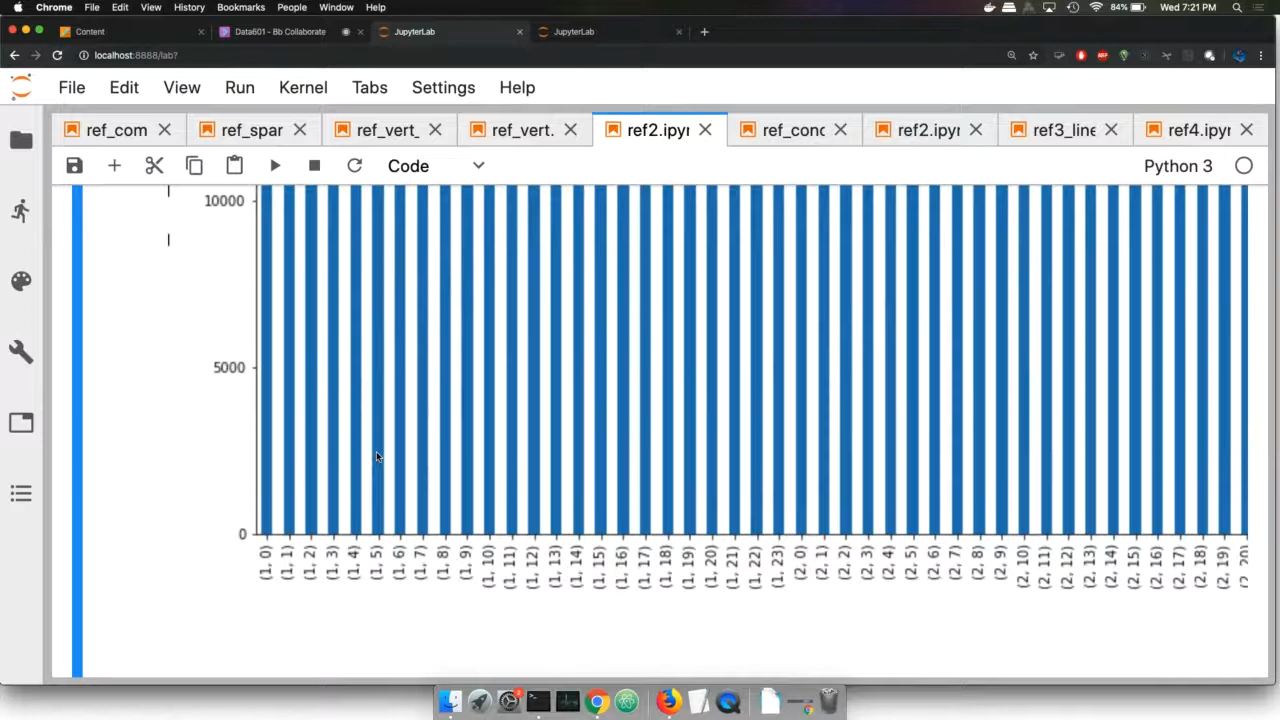 Chrome File Edit View History Bookmarks People Window Help 84% Wed 7:21 PM
Content Data601 - Bb Collaborate JupyterLab JupyterLab
localhost:8888/lab?
File Edit View Run Kernel Tabs Settings Help
ref_com ref_spar ref_vert_ ref_vert. ref2.ipyr ref_conc ref2.ipyr ref3_line ref4.ipyr
Code Python 3
10000
5000
0
(1, 0) (1, 1) (1, 2) (1, 3) (1, 4) (1, 5) (1, 6) (1, 7) (1, 8) (1, 9) (1, 10) (1, 11) (1, 12) (1, 13) (1, 14) (1, 15) (1, 16) (1, 17) (1, 18) (1, 19) (1, 20) (1, 21) (1, 22) (1, 23) (2, 0) (2, 1) (2, 2) (2, 3) (2, 4) (2, 5) (2, 6) (2, 7) (2, 8) (2, 9) (2, 10) (2, 11) (2, 12) (2, 13) (2, 14) (2, 15) (2, 16) (2, 17) (2, 18) (2, 19) (2, 20)